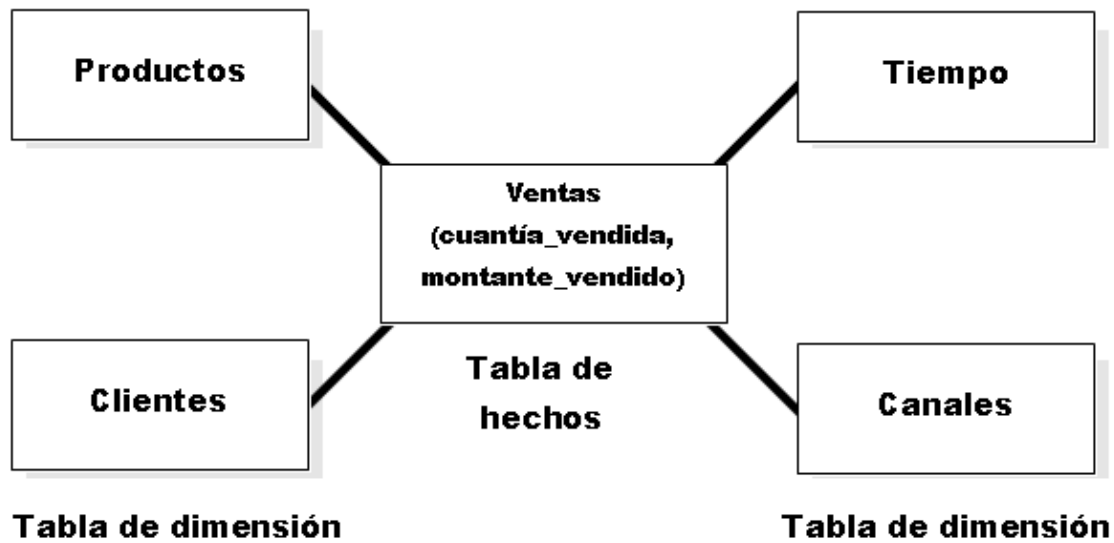 Productos
Tiempo
Ventas
(cuantía_vendida,
montante_vendido)
Clientes
Tabla de
hechos
Canales
Tabla de dimensión
Tabla de dimensión